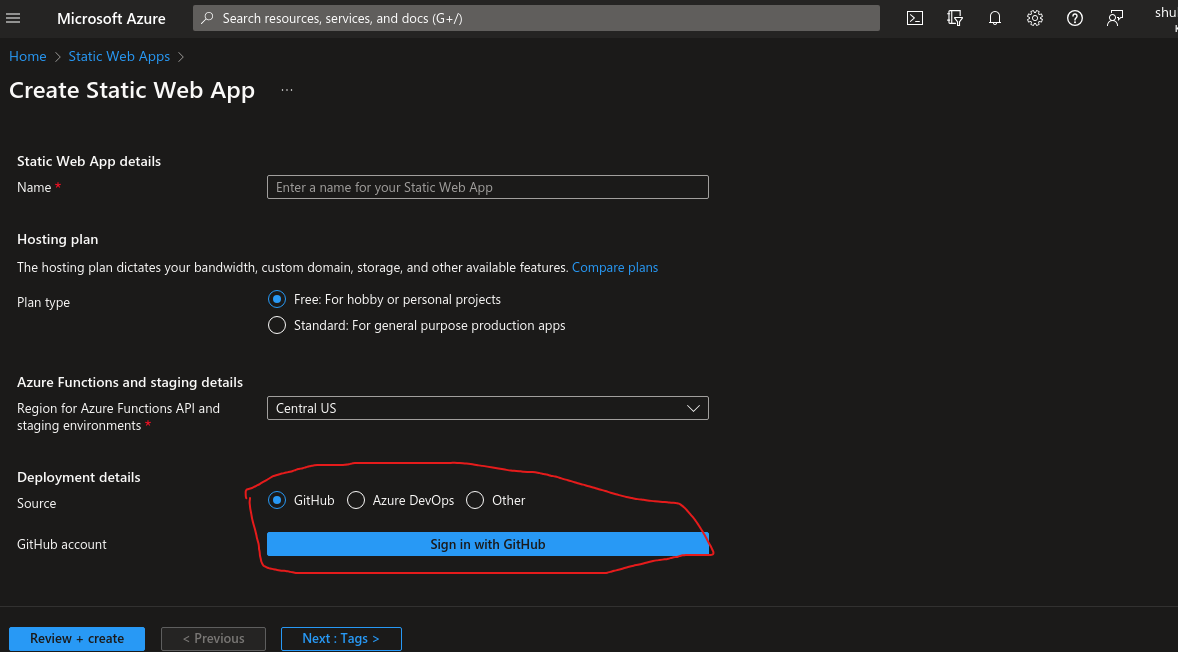 Microsoft Azure
Search resources, services, and docs (G+/)
shu
Home > Static Web Apps >
Create Static Web App ...
Static Web App details
Name *
Enter a name for your Static Web App
Hosting plan
The hosting plan dictates your bandwidth, custom domain, storage, and other available features. Compare plans
Plan type
Free: For hobby or personal projects
Standard: For general purpose production apps
Azure Functions and staging details
Region for Azure Functions API and
staging environments *
Central US
Deployment details
Source
GitHub Azure DevOps Other
GitHub account
Sign in with GitHub
Review + create < Previous Next : Tags >